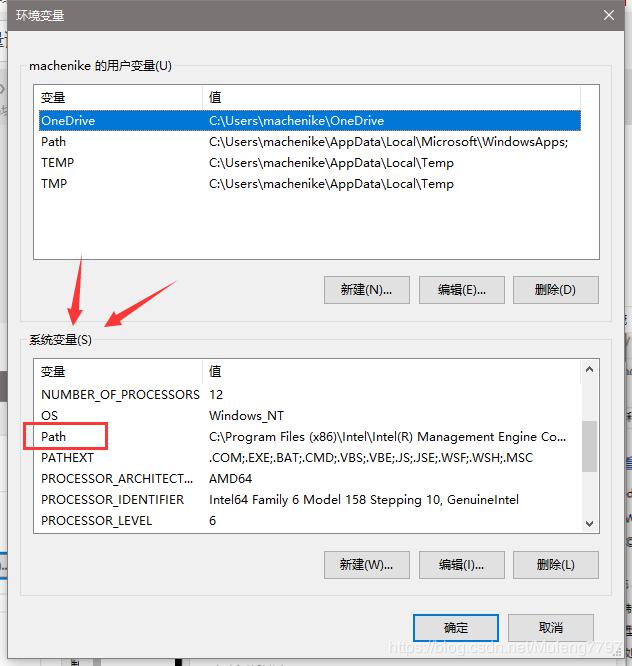 环境变量
machenike 的用户变量(U)
变量 值
OneDrive C:\Users\machenike\OneDrive
Path C:\Users\machenike\AppData\Local\Microsoft\WindowsApps;
TEMP C:\Users\machenike\AppData\Local\Temp
TMP C:\Users\machenike\AppData\Local\Temp
新建(N)... 编辑(E)... 删除(D)
系统变量(S)
变量 值
NUMBER_OF_PROCESSORS 12
OS Windows_NT
Path C:\Program Files (x86)\Intel\Intel(R) Management Engine Co...
PATHEXT .COM;.EXE;.BAT;.CMD;.VBS;.VBE;.JS;.JSE;.WSF;.WSH;.MSC
PROCESSOR_ARCHITECT... AMD64
PROCESSOR_IDENTIFIER Intel64 Family 6 Model 158 Stepping 10, GenuineIntel
PROCESSOR_LEVEL 6
新建(W)... 编辑(I)... 删除(L)
确定 取消
https://blog.csdn.net/Mufeng7797